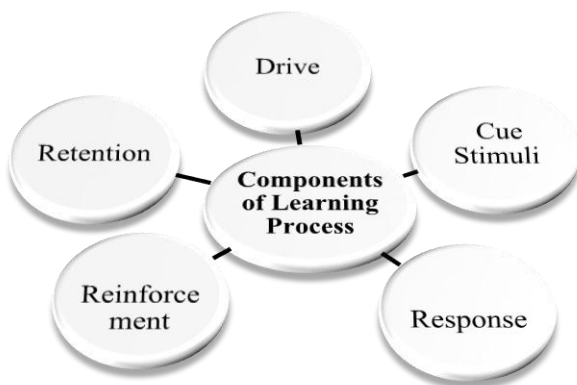 Drive
Cue
Stimuli
Response
Reinforce
ment
Retention
Components
of Learning
Process